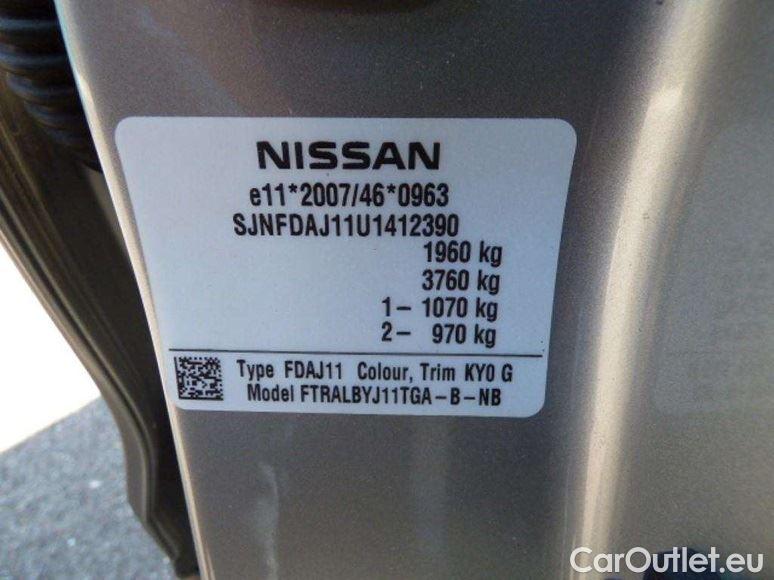 NISSAN
e11*2007/46*0963
SJNFDAJ11U1412390
1960 kg
3760 kg
1– 1070 kg
2– 970 kg
Type FDAJ11 Colour, Trim KY0 G
Model FTRALBYJ11TGA–B–NB
CarOutlet.eu